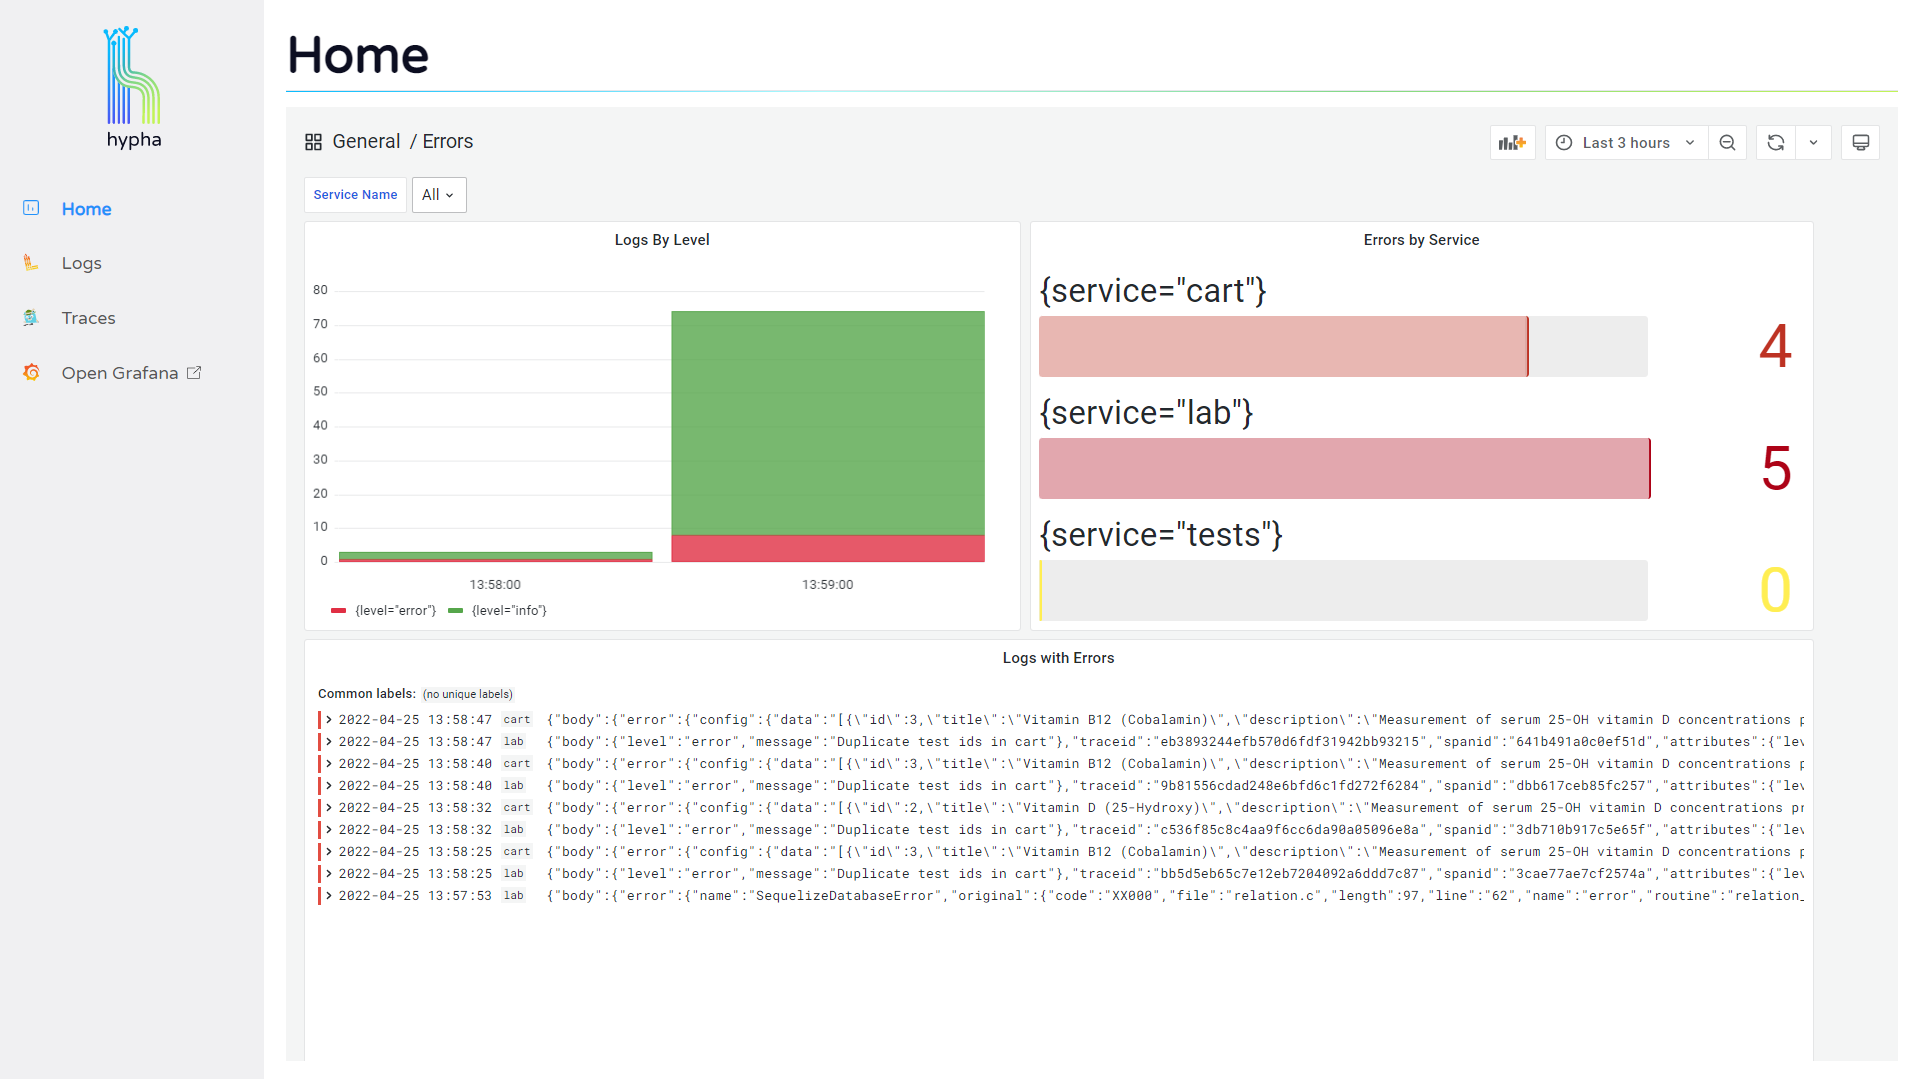 hypha
Home
Logs
Traces
Open Grafana
Home
General / Errors
Last 3 hours
Service Name
All
Logs By Level
80
70
60
50
40
30
20
10
0
13:58:00
13:59:00
{level="error"}
{level="info"}
Errors by Service
{service="cart"}
4
{service="lab"}
5
{service="tests"}
0
Logs with Errors
Common labels: (no unique labels)
2022-04-25 13:58:47 cart {"body":{"error":{"config":{"data":"[{\"id\":3,\"title\":\"Vitamin B12 (Cobalamin)\",\"description\":\"Measurement of serum 25-OH vitamin D concentrations p
2022-04-25 13:58:47 lab {"body":{"level":"error","message":"Duplicate test ids in cart"},"traceid":"eb3893244efb570d6fdf31942bb93215","spanid":"641b491a0c0ef51d","attributes":{"lev
2022-04-25 13:58:40 cart {"body":{"error":{"config":{"data":"[{\"id\":3,\"title\":\"Vitamin B12 (Cobalamin)\",\"description\":\"Measurement of serum 25-OH vitamin D concentrations p
2022-04-25 13:58:40 lab {"body":{"level":"error","message":"Duplicate test ids in cart"},"traceid":"9b81556cdad248e6bfd6c1fd272f6284","spanid":"dbb617ceb85fc257","attributes":{"lev
2022-04-25 13:58:32 cart {"body":{"error":{"config":{"data":"[{\"id\":2,\"title\":\"Vitamin D (25-Hydroxy)\",\"description\":\"Measurement of serum 25-OH vitamin D concentrations pr
2022-04-25 13:58:32 lab {"body":{"level":"error","message":"Duplicate test ids in cart"},"traceid":"c536f85c8c4aa9f6cc6da90a05096e8a","spanid":"3db710b917c5e65f","attributes":{"lev
2022-04-25 13:58:25 cart {"body":{"error":{"config":{"data":"[{\"id\":3,\"title\":\"Vitamin B12 (Cobalamin)\",\"description\":\"Measurement of serum 25-OH vitamin D concentrations p
2022-04-25 13:58:25 lab {"body":{"level":"error","message":"Duplicate test ids in cart"},"traceid":"bb5d5eb65c7e12eb7204092a6ddd7c87","spanid":"3cae77ae7cf2574a","attributes":{"lev
2022-04-25 13:57:53 lab {"body":{"error":{"name":"SequelizeDatabaseError","original":{"code":"XX000","file":"relation.c","length":97,"line":"62","name":"error","routine":"relation_